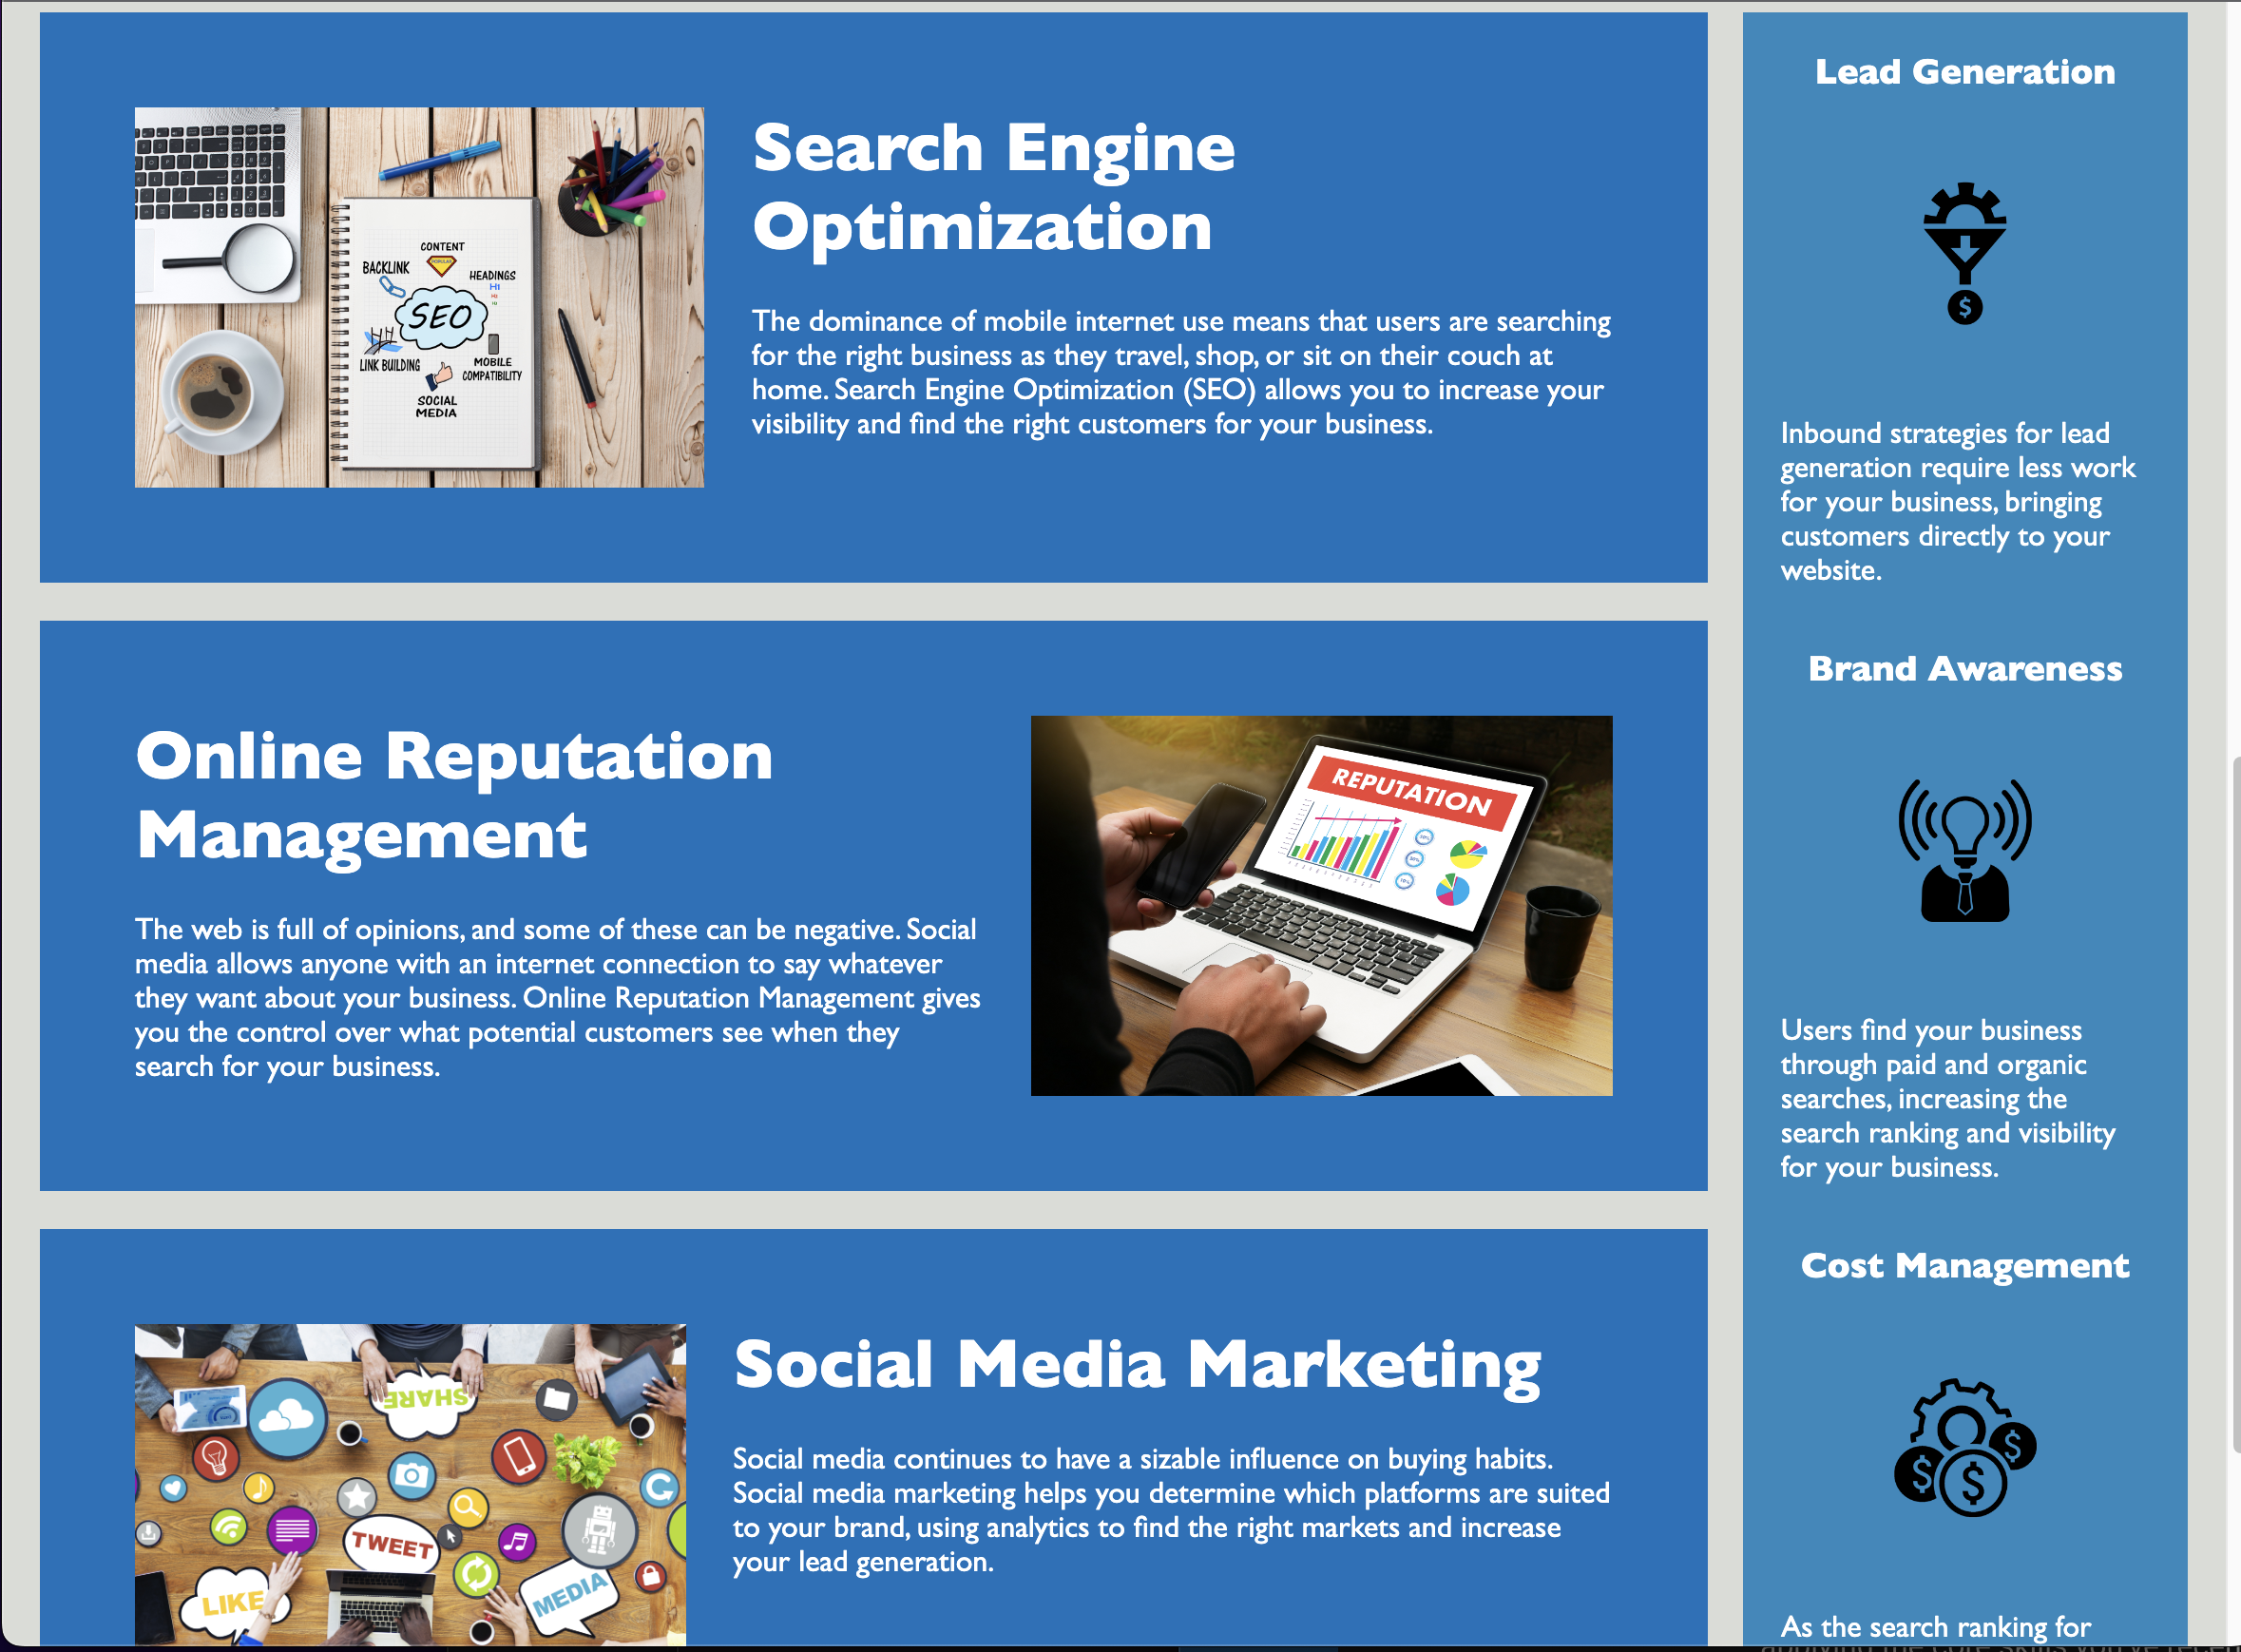 Search Engine
Optimization
The dominance of mobile internet use means that users are searching
for the right business as they travel, shop, or sit on their couch at
home. Search Engine Optimization (SEO) allows you to increase your
visibility and find the right customers for your business.
CONTENT
BACKLINK
HEADINGS
H1
SEO
LINK BUILDING
MOBILE
COMPATIBILITY
SOCIAL
MEDIA
Online Reputation
Management
The web is full of opinions, and some of these can be negative. Social
media allows anyone with an internet connection to say whatever
they want about your business. Online Reputation Management gives
you the control over what potential customers see when they
search for your business.
REPUTATION
Social Media Marketing
Social media continues to have a sizable influence on buying habits.
Social media marketing helps you determine which platforms are suited
to your brand, using analytics to find the right markets and increase
your lead generation.
SHARE
TWEET
LIKE
MEDIA
Lead Generation
$
Inbound strategies for lead
generation require less work
for your business, bringing
customers directly to your
website.
Brand Awareness
Users find your business
through paid and organic
searches, increasing the
search ranking and visibility
for your business.
Cost Management
$
$
$
As the search ranking for